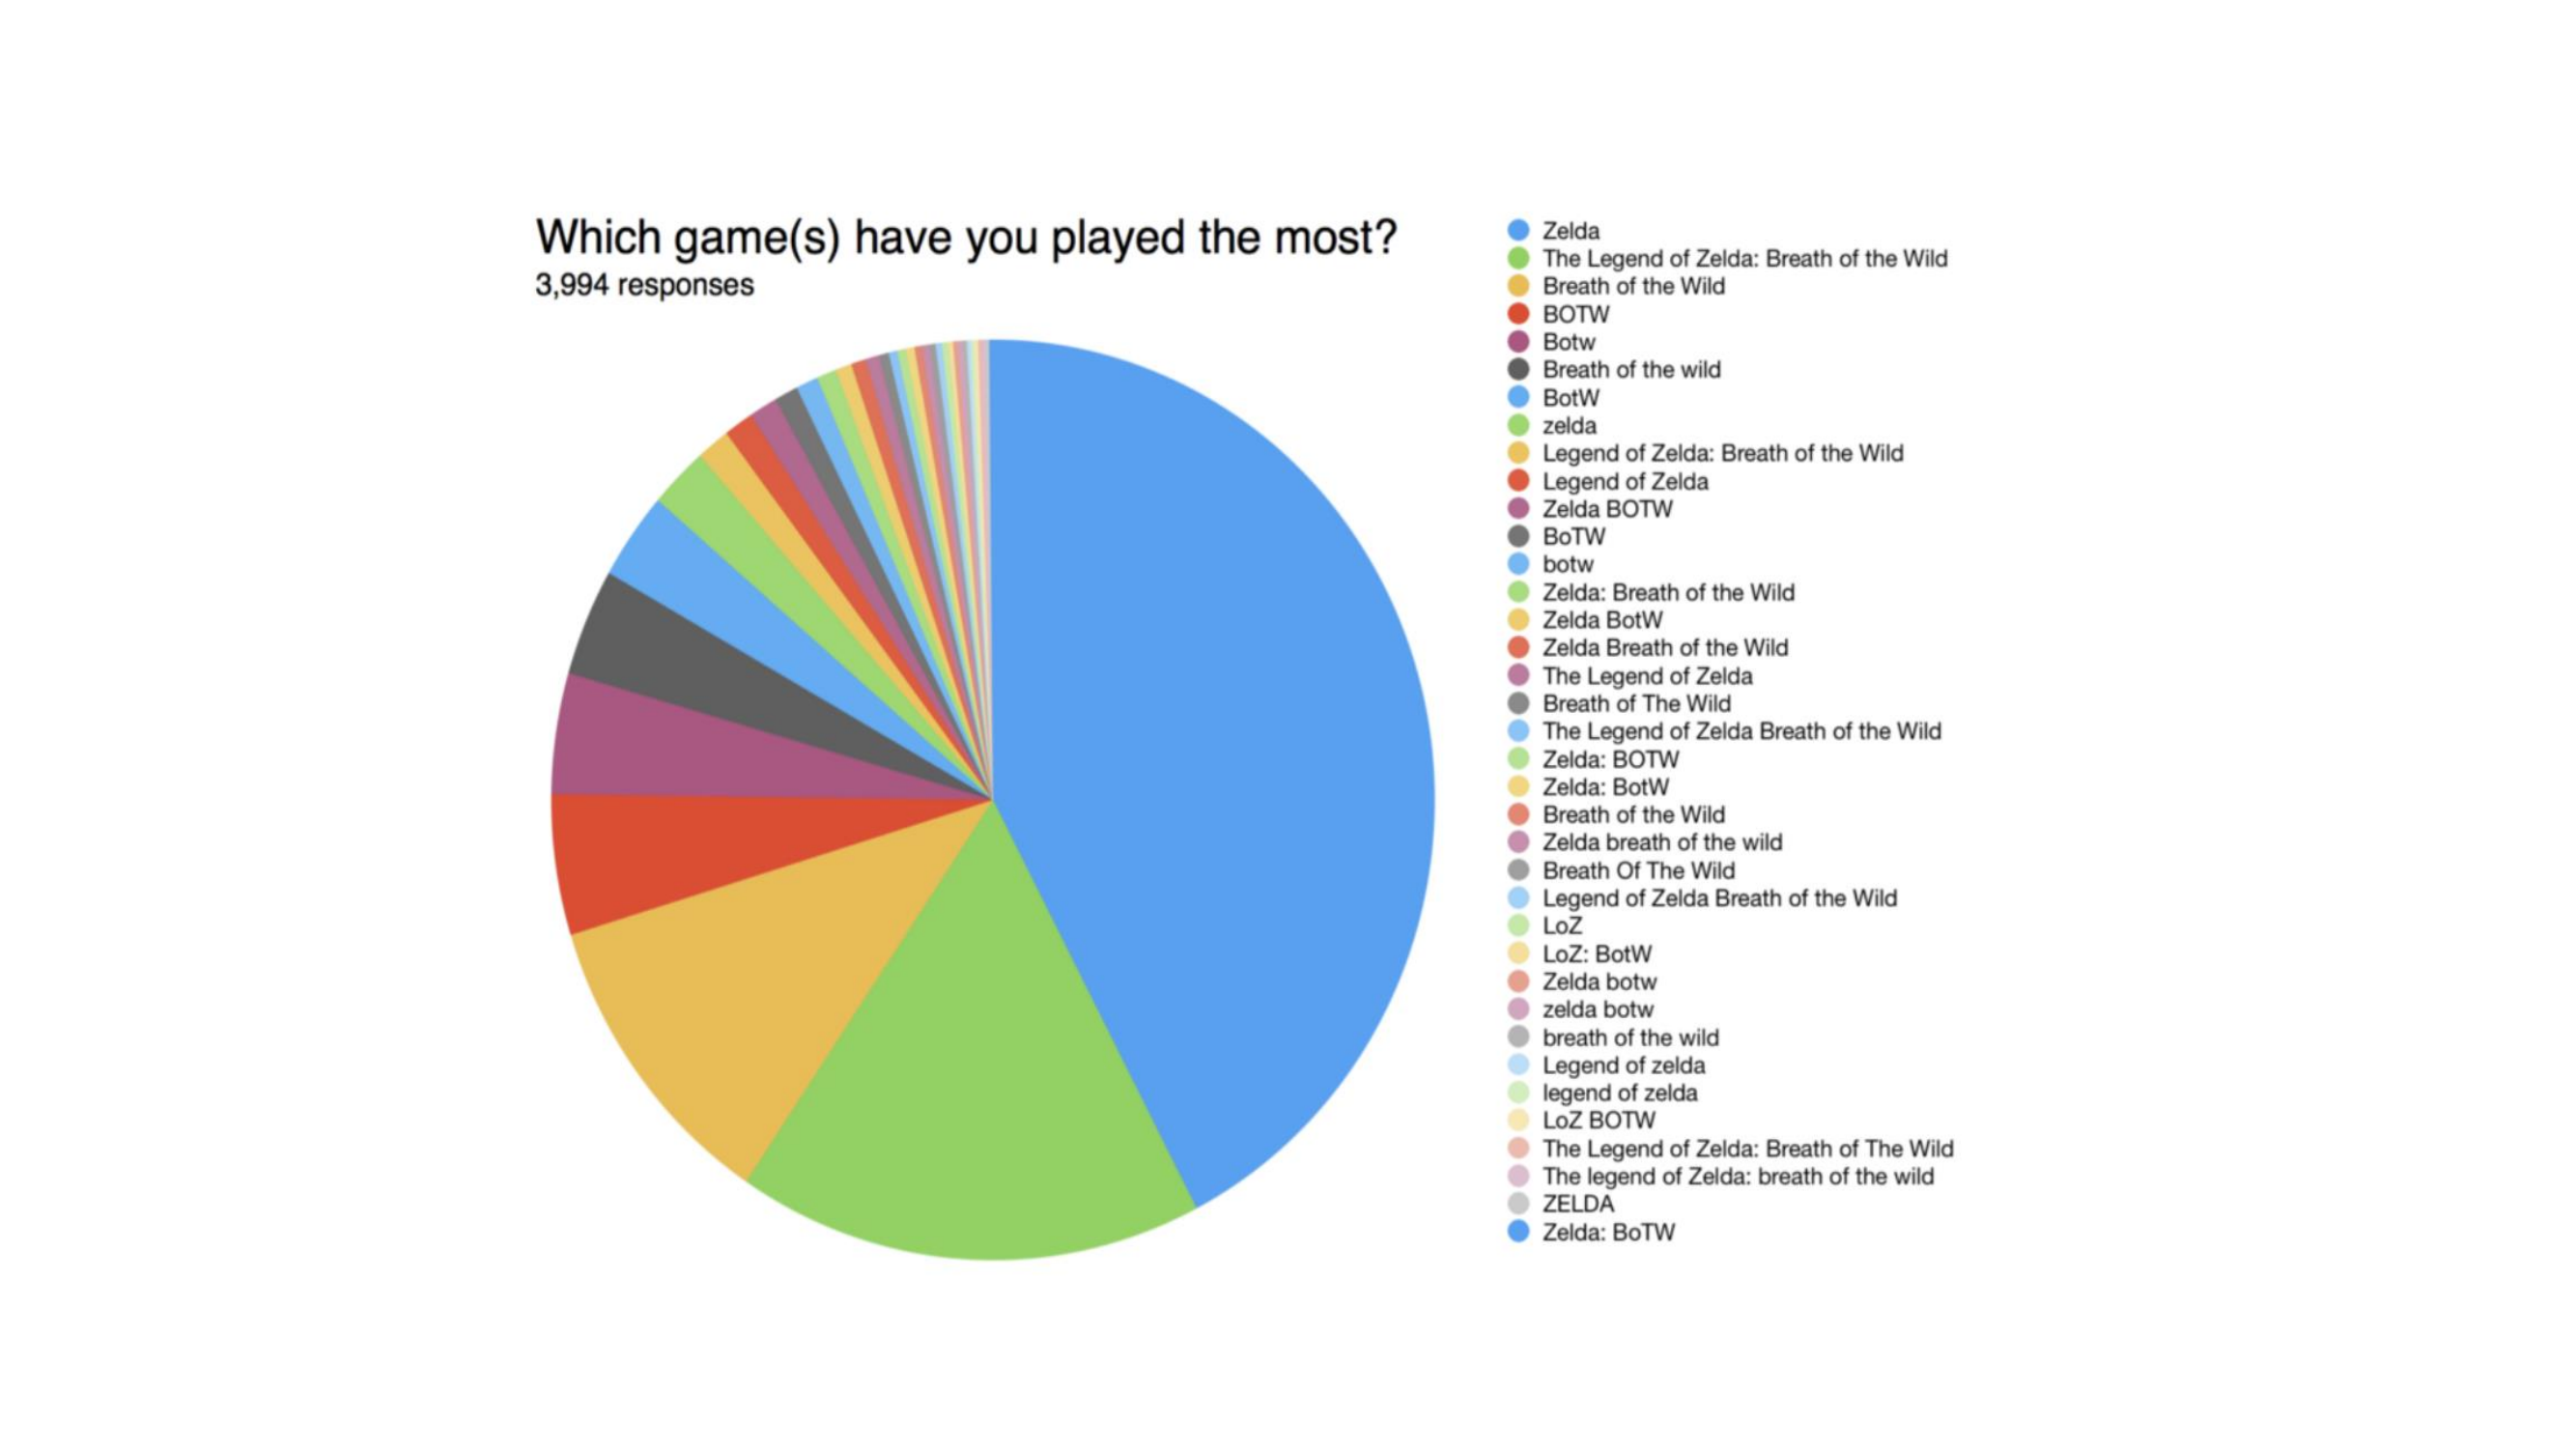 Which game(s) have you played the most?
3,994 responses
Zelda
The Legend of Zelda: Breath of the Wild
Breath of the Wild
BOTW
Botw
Breath of the wild
BotW
zelda
Legend of Zelda: Breath of the Wild
Legend of Zelda
Zelda BOTW
BoTW
botw
Zelda: Breath of the Wild
Zelda BotW
Zelda Breath of the Wild
The Legend of Zelda
Breath of The Wild
The Legend of Zelda Breath of the Wild
Zelda: BOTW
Zelda: BotW
Breath of the Wild
Zelda breath of the wild
Breath Of The Wild
Legend of Zelda Breath of the Wild
LoZ
LoZ: BotW
Zelda botw
zelda botw
breath of the wild
Legend of zelda
legend of zelda
LoZ BOTW
The Legend of Zelda: Breath of The Wild
The legend of Zelda: breath of the wild
ZELDA
Zelda: BoTW